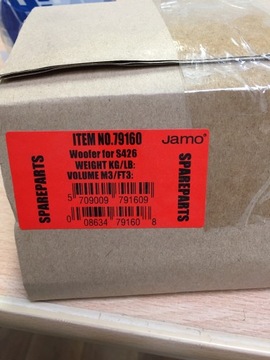 ITEM NO.79160
Jamo®
Woofer for S426
WEIGHT KG/LB:
VOLUME M3/FT3:
SPAREPARTS
SPAREPARTS
5 709009 791609
0 08634 79160 8